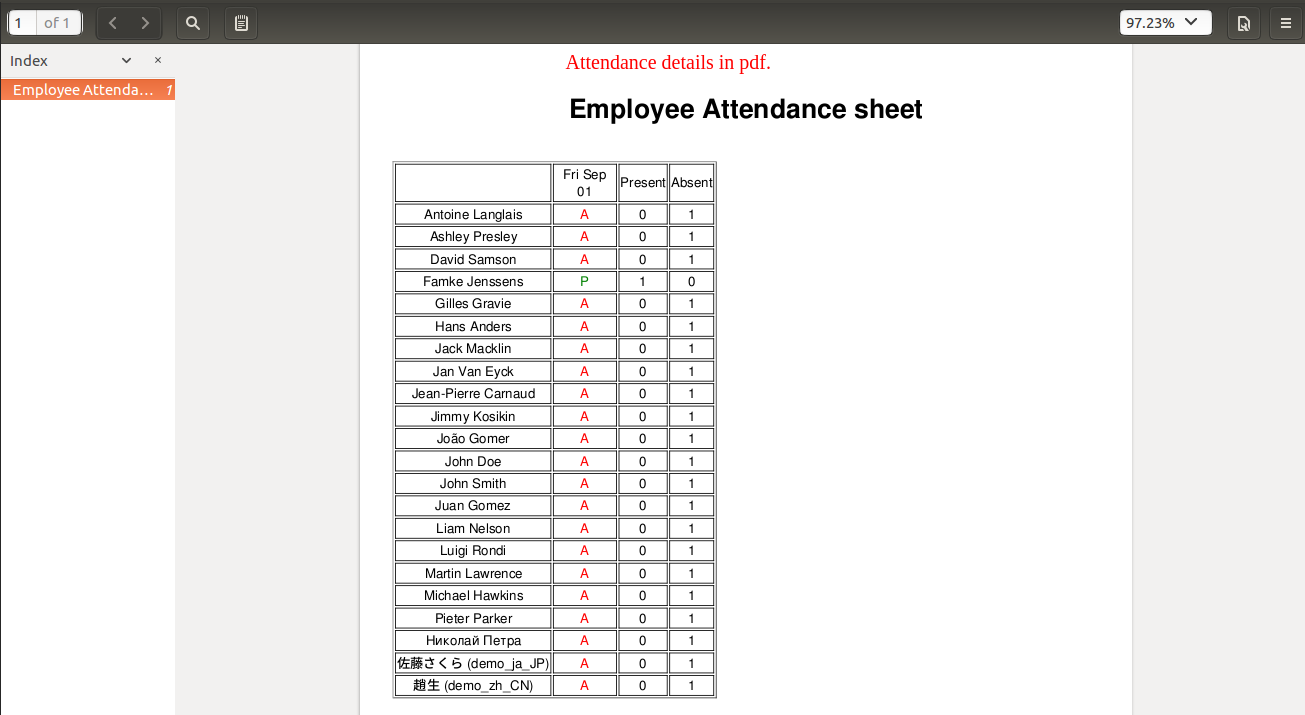 1 of 1
97.23%
Index ×
Employee Attenda... 1
Attendance details in pdf.
Employee Attendance sheet
Fri Sep 01 Present Absent
Antoine Langlais A 0 1
Ashley Presley A 0 1
David Samson A 0 1
Famke Jenssens P 1 0
Gilles Gravie A 0 1
Hans Anders A 0 1
Jack Macklin A 0 1
Jan Van Eyck A 0 1
Jean-Pierre Carnaud A 0 1
Jimmy Kosikin A 0 1
João Gomer A 0 1
John Doe A 0 1
John Smith A 0 1
Juan Gomez A 0 1
Liam Nelson A 0 1
Luigi Rondi A 0 1
Martin Lawrence A 0 1
Michael Hawkins A 0 1
Pieter Parker A 0 1
Николай Петра A 0 1
佐藤さくら (demo_ja_JP) A 0 1
趙生 (demo_zh_CN) A 0 1